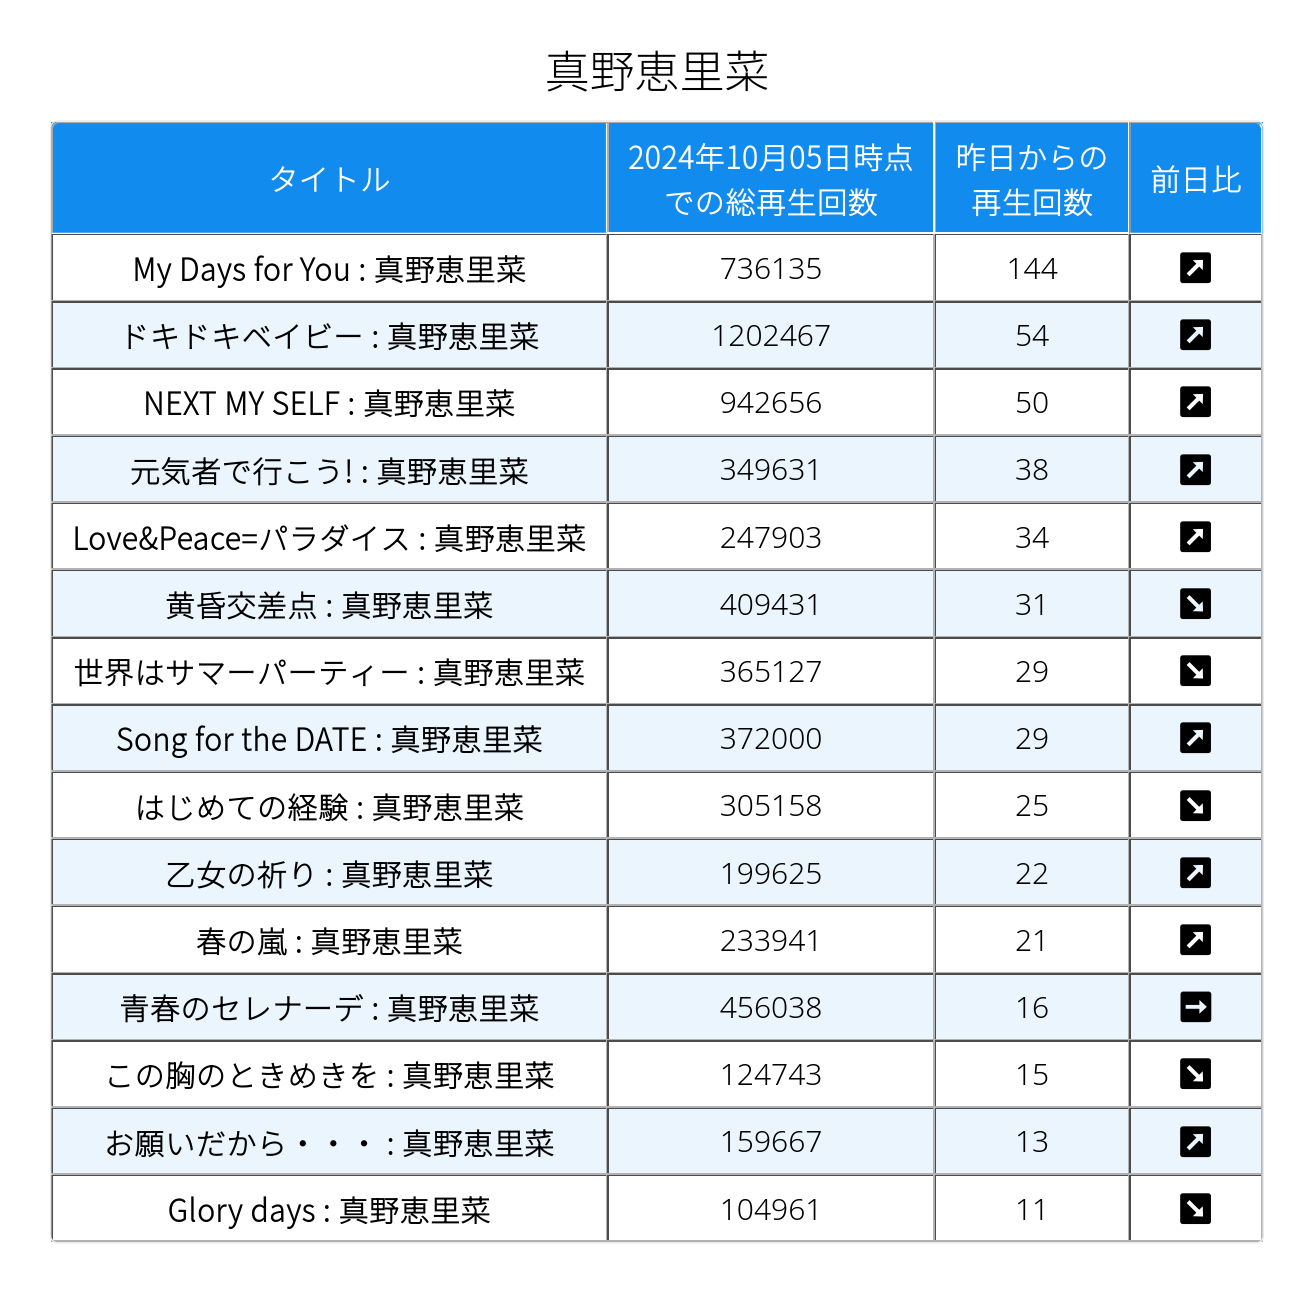 真野恵里菜
タイトル 2024年10月05日時点での総再生回数 昨日からの再生回数 前日比
My Days for You : 真野恵里菜 736135 144 ↗
ドキドキベイビー : 真野恵里菜 1202467 54 ↗
NEXT MY SELF : 真野恵里菜 942656 50 ↗
元気者で行こう! : 真野恵里菜 349631 38 ↗
Love&Peace=パラダイス : 真野恵里菜 247903 34 ↗
黄昏交差点 : 真野恵里菜 409431 31 ↘
世界はサマーパーティー : 真野恵里菜 365127 29 ↘
Song for the DATE : 真野恵里菜 372000 29 ↗
はじめての経験 : 真野恵里菜 305158 25 ↘
乙女の祈り : 真野恵里菜 199625 22 ↗
春の嵐 : 真野恵里菜 233941 21 ↗
青春のセレナーデ : 真野恵里菜 456038 16 →
この胸のときめきを : 真野恵里菜 124743 15 ↘
お願いだから・・・ : 真野恵里菜 159667 13 ↗
Glory days : 真野恵里菜 104961 11 ↘